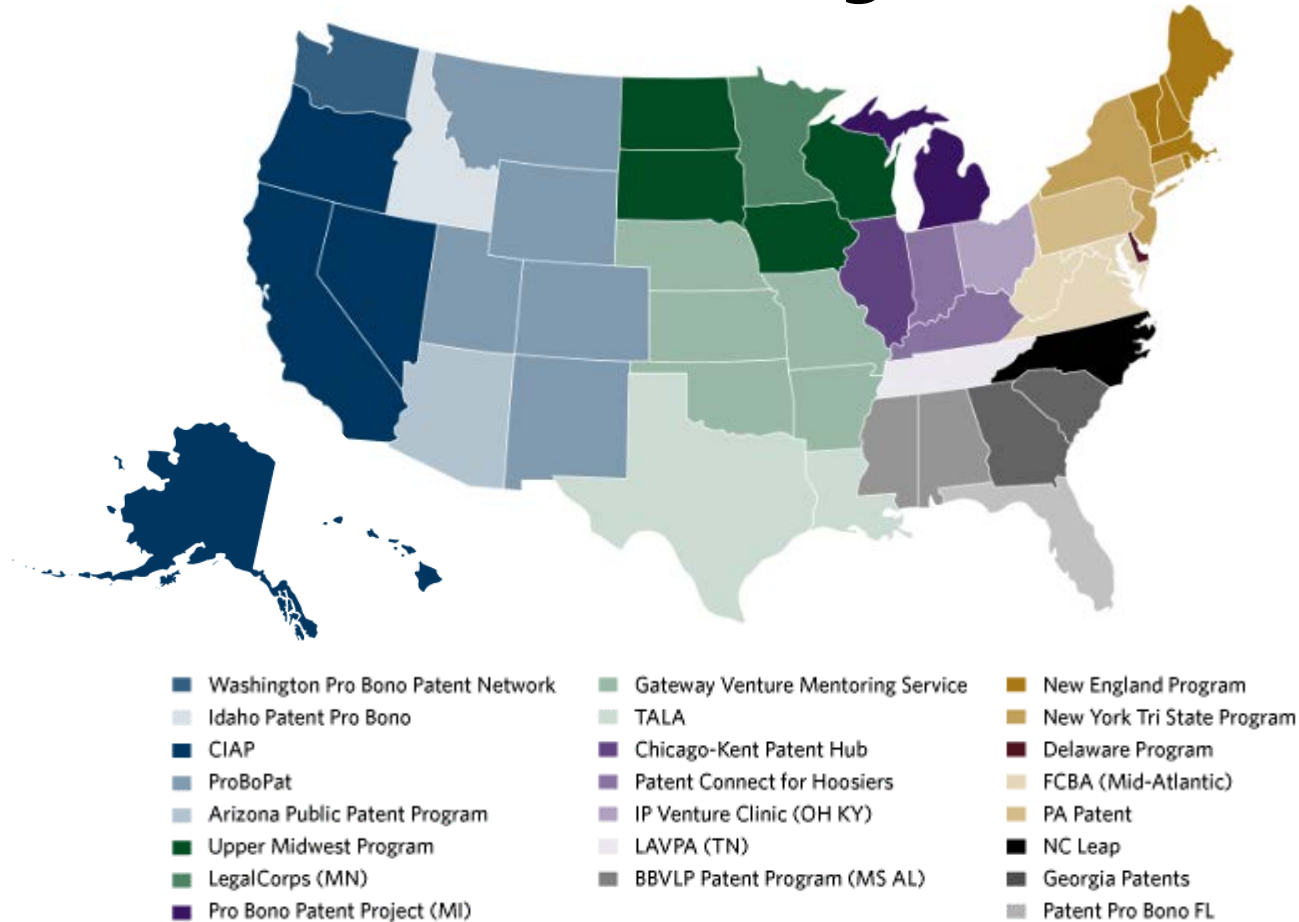 Washington Pro Bono Patent Network
Idaho Patent Pro Bono
CIAP
ProBoPat
Arizona Public Patent Program
Upper Midwest Program
LegalCorps (MN)
Pro Bono Patent Project (MI)
Gateway Venture Mentoring Service
TALA
Chicago-Kent Patent Hub
Patent Connect for Hoosiers
IP Venture Clinic (OH KY)
LAVPA (TN)
BBVLP Patent Program (MS AL)
New England Program
New York Tri State Program
Delaware Program
FCBA (Mid-Atlantic)
PA Patent
NC Leap
Georgia Patents
Patent Pro Bono FL